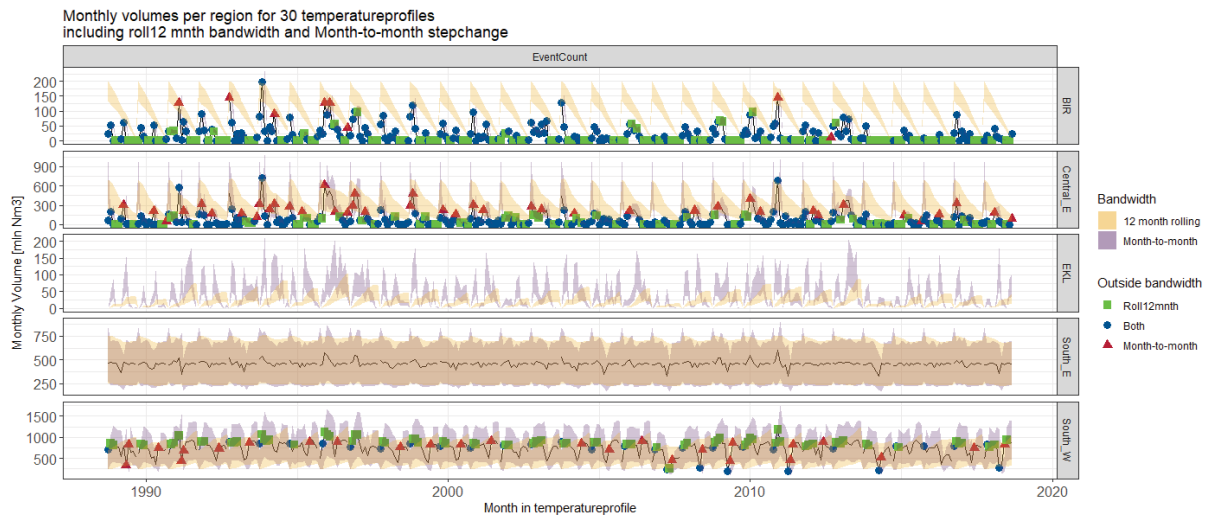 Monthly volumes per region for 30 temperatureprofiles
including roll12 mnth bandwidth and Month-to-month stepchange
EventCount
200
150
100
50
0
BIR
900
600
300
0
Central_E
200
150
100
50
0
EKL
750
500
250
South_E
1500
1000
500
South_W
1990
2000
2010
2020
Month in temperatureprofile
Monthly Volume [mln Nm3]
Bandwidth
12 month rolling
Month-to-month
Outside bandwidth
Roll12mnth
Both
Month-to-month